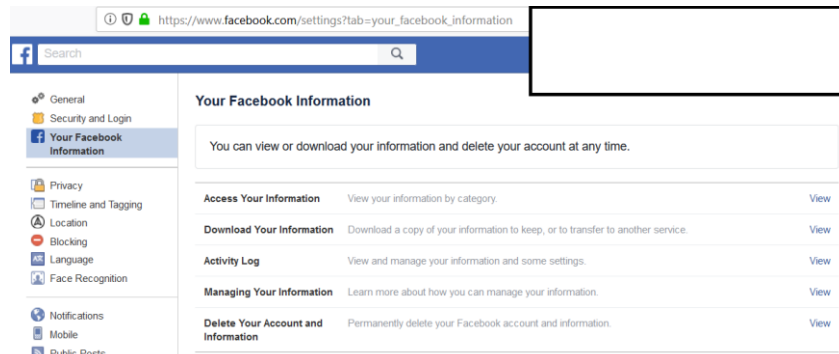 https://www.facebook.com/settings?tab=your_facebook_information
f Search
General
Security and Login
Your Facebook
Information
Privacy
Timeline and Tagging
Location
Blocking
Language
Face Recognition
Notifications
Mobile
Public Posts
Your Facebook Information
You can view or download your information and delete your account at any time.
Access Your Information View your information by category. View
Download Your Information Download a copy of your information to keep, or to transfer to another service. View
Activity Log View and manage your information and some settings. View
Managing Your Information Learn more about how you can manage your information. View
Delete Your Account and Permanently delete your Facebook account and information. View
Information